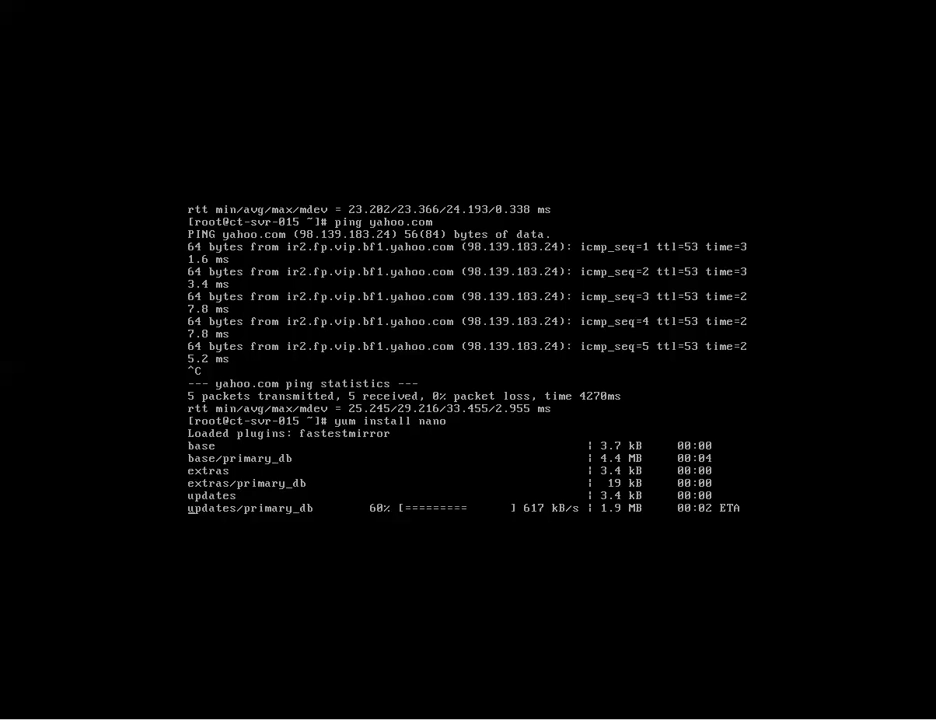 rtt min/avg/max/mdev = 23.202/23.366/24.193/0.338 ms
[root@ct-svr-015 ~]# ping yahoo.com
PING yahoo.com (98.139.183.24) 56(84) bytes of data.
64 bytes from ir2.fp.vip.bf1.yahoo.com (98.139.183.24): icmp_seq=1 ttl=53 time=3
1.6 ms
64 bytes from ir2.fp.vip.bf1.yahoo.com (98.139.183.24): icmp_seq=2 ttl=53 time=3
3.4 ms
64 bytes from ir2.fp.vip.bf1.yahoo.com (98.139.183.24): icmp_seq=3 ttl=53 time=2
7.8 ms
64 bytes from ir2.fp.vip.bf1.yahoo.com (98.139.183.24): icmp_seq=4 ttl=53 time=2
7.8 ms
64 bytes from ir2.fp.vip.bf1.yahoo.com (98.139.183.24): icmp_seq=5 ttl=53 time=2
5.2 ms
^C
--- yahoo.com ping statistics ---
5 packets transmitted, 5 received, 0% packet loss, time 4270ms
rtt min/avg/max/mdev = 25.245/29.216/33.455/2.955 ms
[root@ct-svr-015 ~]# yum install nano
Loaded plugins: fastestmirror
base | 3.7 kB 00:00
base/primary_db | 4.4 MB 00:04
extras | 3.4 kB 00:00
extras/primary_db | 19 kB 00:00
updates | 3.4 kB 00:00
updates/primary_db 60% [========= ] 617 kB/s | 1.9 MB 00:02 ETA